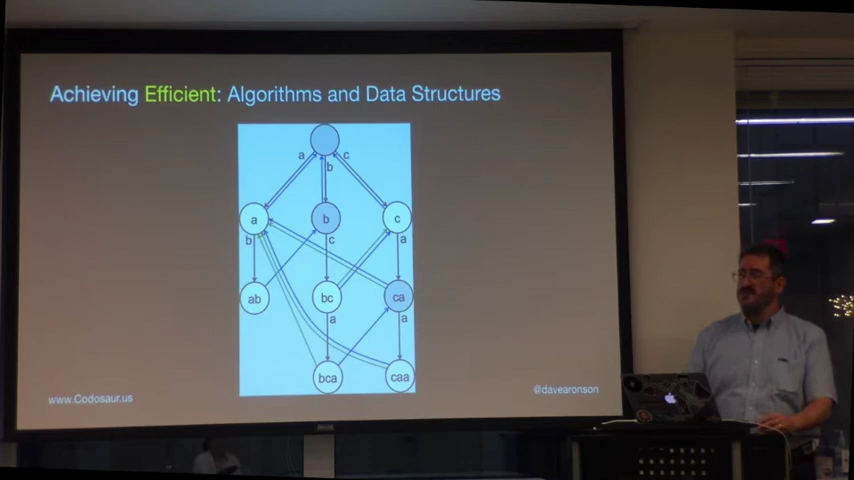 Achieving Efficient: Algorithms and Data Structures
a
b
c
a
b
c
b
c
a
ab
bc
ca
a
a
bca
caa
www.Codosaur.us
@davearonson